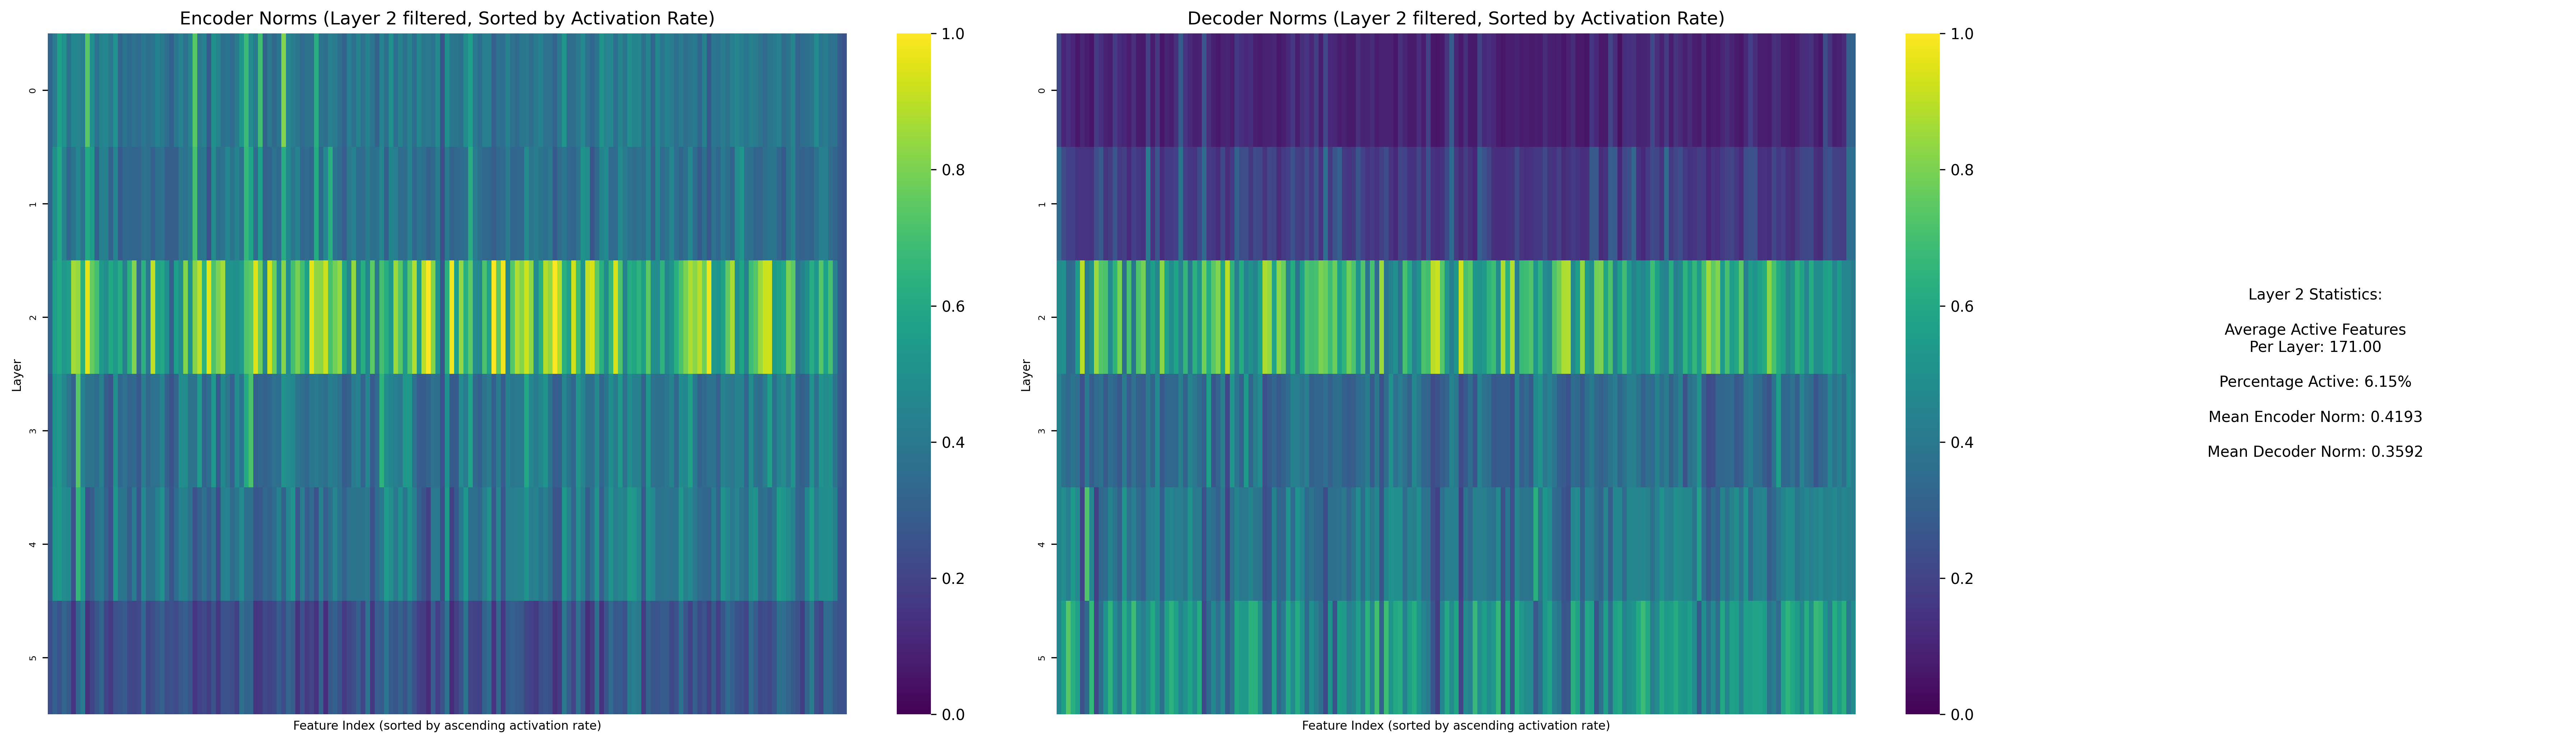 Encoder Norms (Layer 2 filtered, Sorted by Activation Rate)
Layer
0
1
2
3
4
5
Feature Index (sorted by ascending activation rate)
1.0
0.8
0.6
0.4
0.2
0.0
Decoder Norms (Layer 2 filtered, Sorted by Activation Rate)
Layer
0
1
2
3
4
5
Feature Index (sorted by ascending activation rate)
1.0
0.8
0.6
0.4
0.2
0.0
Layer 2 Statistics:
Average Active Features
Per Layer: 171.00
Percentage Active: 6.15%
Mean Encoder Norm: 0.4193
Mean Decoder Norm: 0.3592